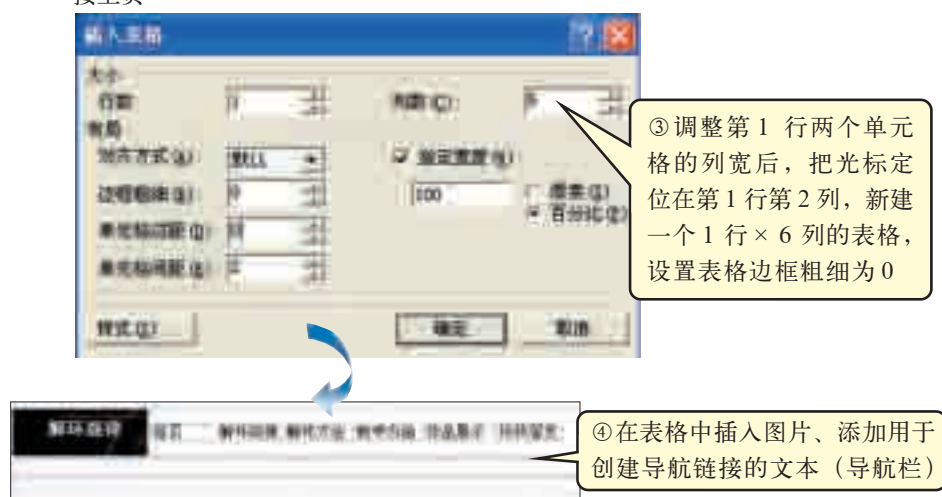 插入表格
大小
行数
列数(C):
布局
对齐方式(A):
指定宽度(W)
边框粗细(B):
100
像素(I)
百分比(P)
单元格边距(D)
单元格间距(S)
样式(Y)...
确定
取消
③调整第1 行两个单元
格的列宽后，把光标定
位在第1行第2列，新建
一个1 行× 6 列的表格，
设置表格边框粗细为0
首页
④在表格中插入图片、添加用于
创建导航链接的文本（导航栏）